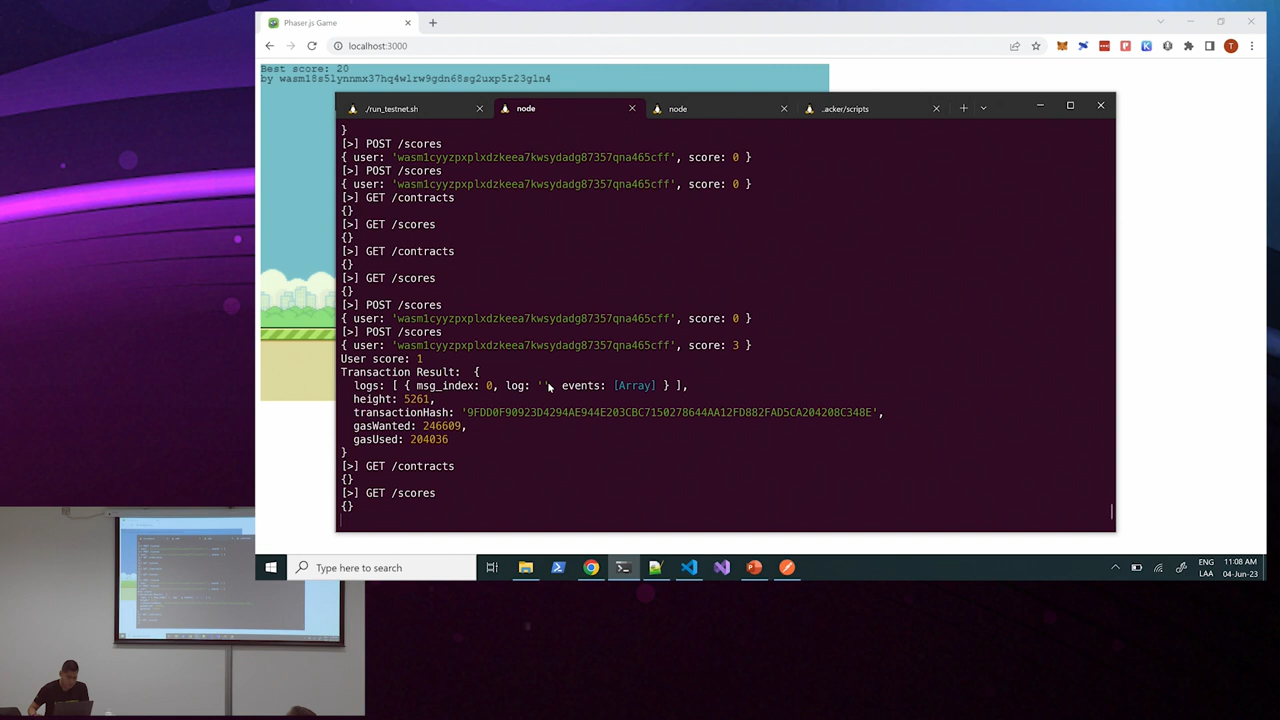 Phaser.js Game
localhost:3000
Best score: 20
by wasm18s5lynnmx37hq4wlrw9gdn68sg2uxp5r23gln4
./run_testnet.sh
node
node
..acker/scripts
}
[>] POST /scores
{ user: 'wasm1cyyzpxplxdzkeea7kwsydadg87357qna465cff', score: 0 }
[>] POST /scores
{ user: 'wasm1cyyzpxplxdzkeea7kwsydadg87357qna465cff', score: 0 }
[>] GET /contracts
{}
[>] GET /scores
{}
[>] GET /contracts
{}
[>] GET /scores
{}
[>] POST /scores
{ user: 'wasm1cyyzpxplxdzkeea7kwsydadg87357qna465cff', score: 0 }
[>] POST /scores
{ user: 'wasm1cyyzpxplxdzkeea7kwsydadg87357qna465cff', score: 3 }
User score: 1
Transaction Result:  {
logs: [ { msg_index: 0, log: '' events: [Array] } ],
height: 5261,
transactionHash: '9FDD0F90923D4294AE944E203CBC7150278644AA12FD882FAD5CA204208C348E',
gasWanted: 246609,
gasUsed: 204036
}
[>] GET /contracts
{}
[>] GET /scores
{}
Type here to search
ENG
LAA
11:08 AM
04-Jun-23